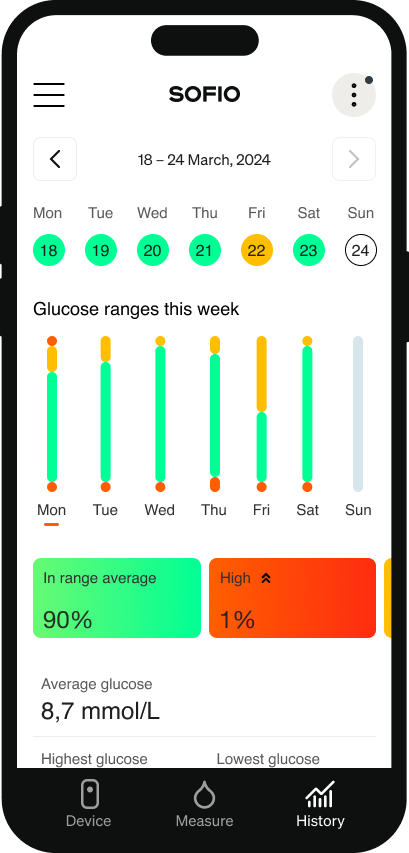 SOFIO
18 – 24 March, 2024
Mon Tue Wed Thu Fri Sat Sun
18 19 20 21 22 23 24
Glucose ranges this week
Mon Tue Wed Thu Fri Sat Sun
In range average High
90% 1%
Average glucose
8,7 mmol/L
Highest glucose Lowest glucose
Device Measure History